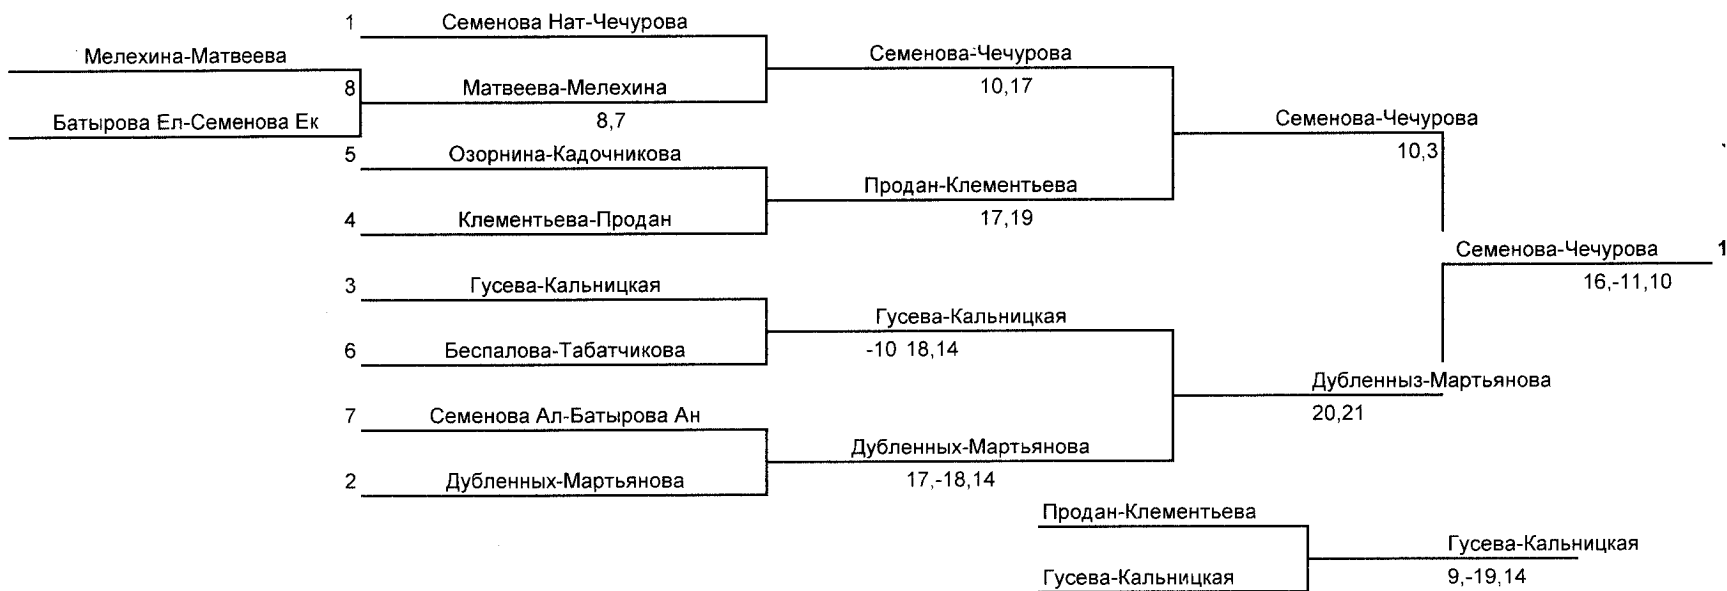 1 Семенова Нат-Чечурова
Мелехина-Матвеева
Семенова-Чечурова
8 Матвеева-Мелехина
10,17
Батырова Ел-Семенова Ек
8,7
Семенова-Чечурова
10,3
5 Озорнина-Кадочникова
Продан-Клементьева
4 Клементьева-Продан
17,19
Семенова-Чечурова 1
16,-11,10
3 Гусева-Кальницкая
Гусева-Кальницкая
6 Беспалова-Табатчикова
-10 18,14
Дубленныз-Мартьянова
20,21
7 Семенова Ал-Батырова Ан
Дубленных-Мартьянова
2 Дубленных-Мартьянова
17,-18,14
Продан-Клементьева
Гусева-Кальницкая
Гусева-Кальницкая
9,-19,14